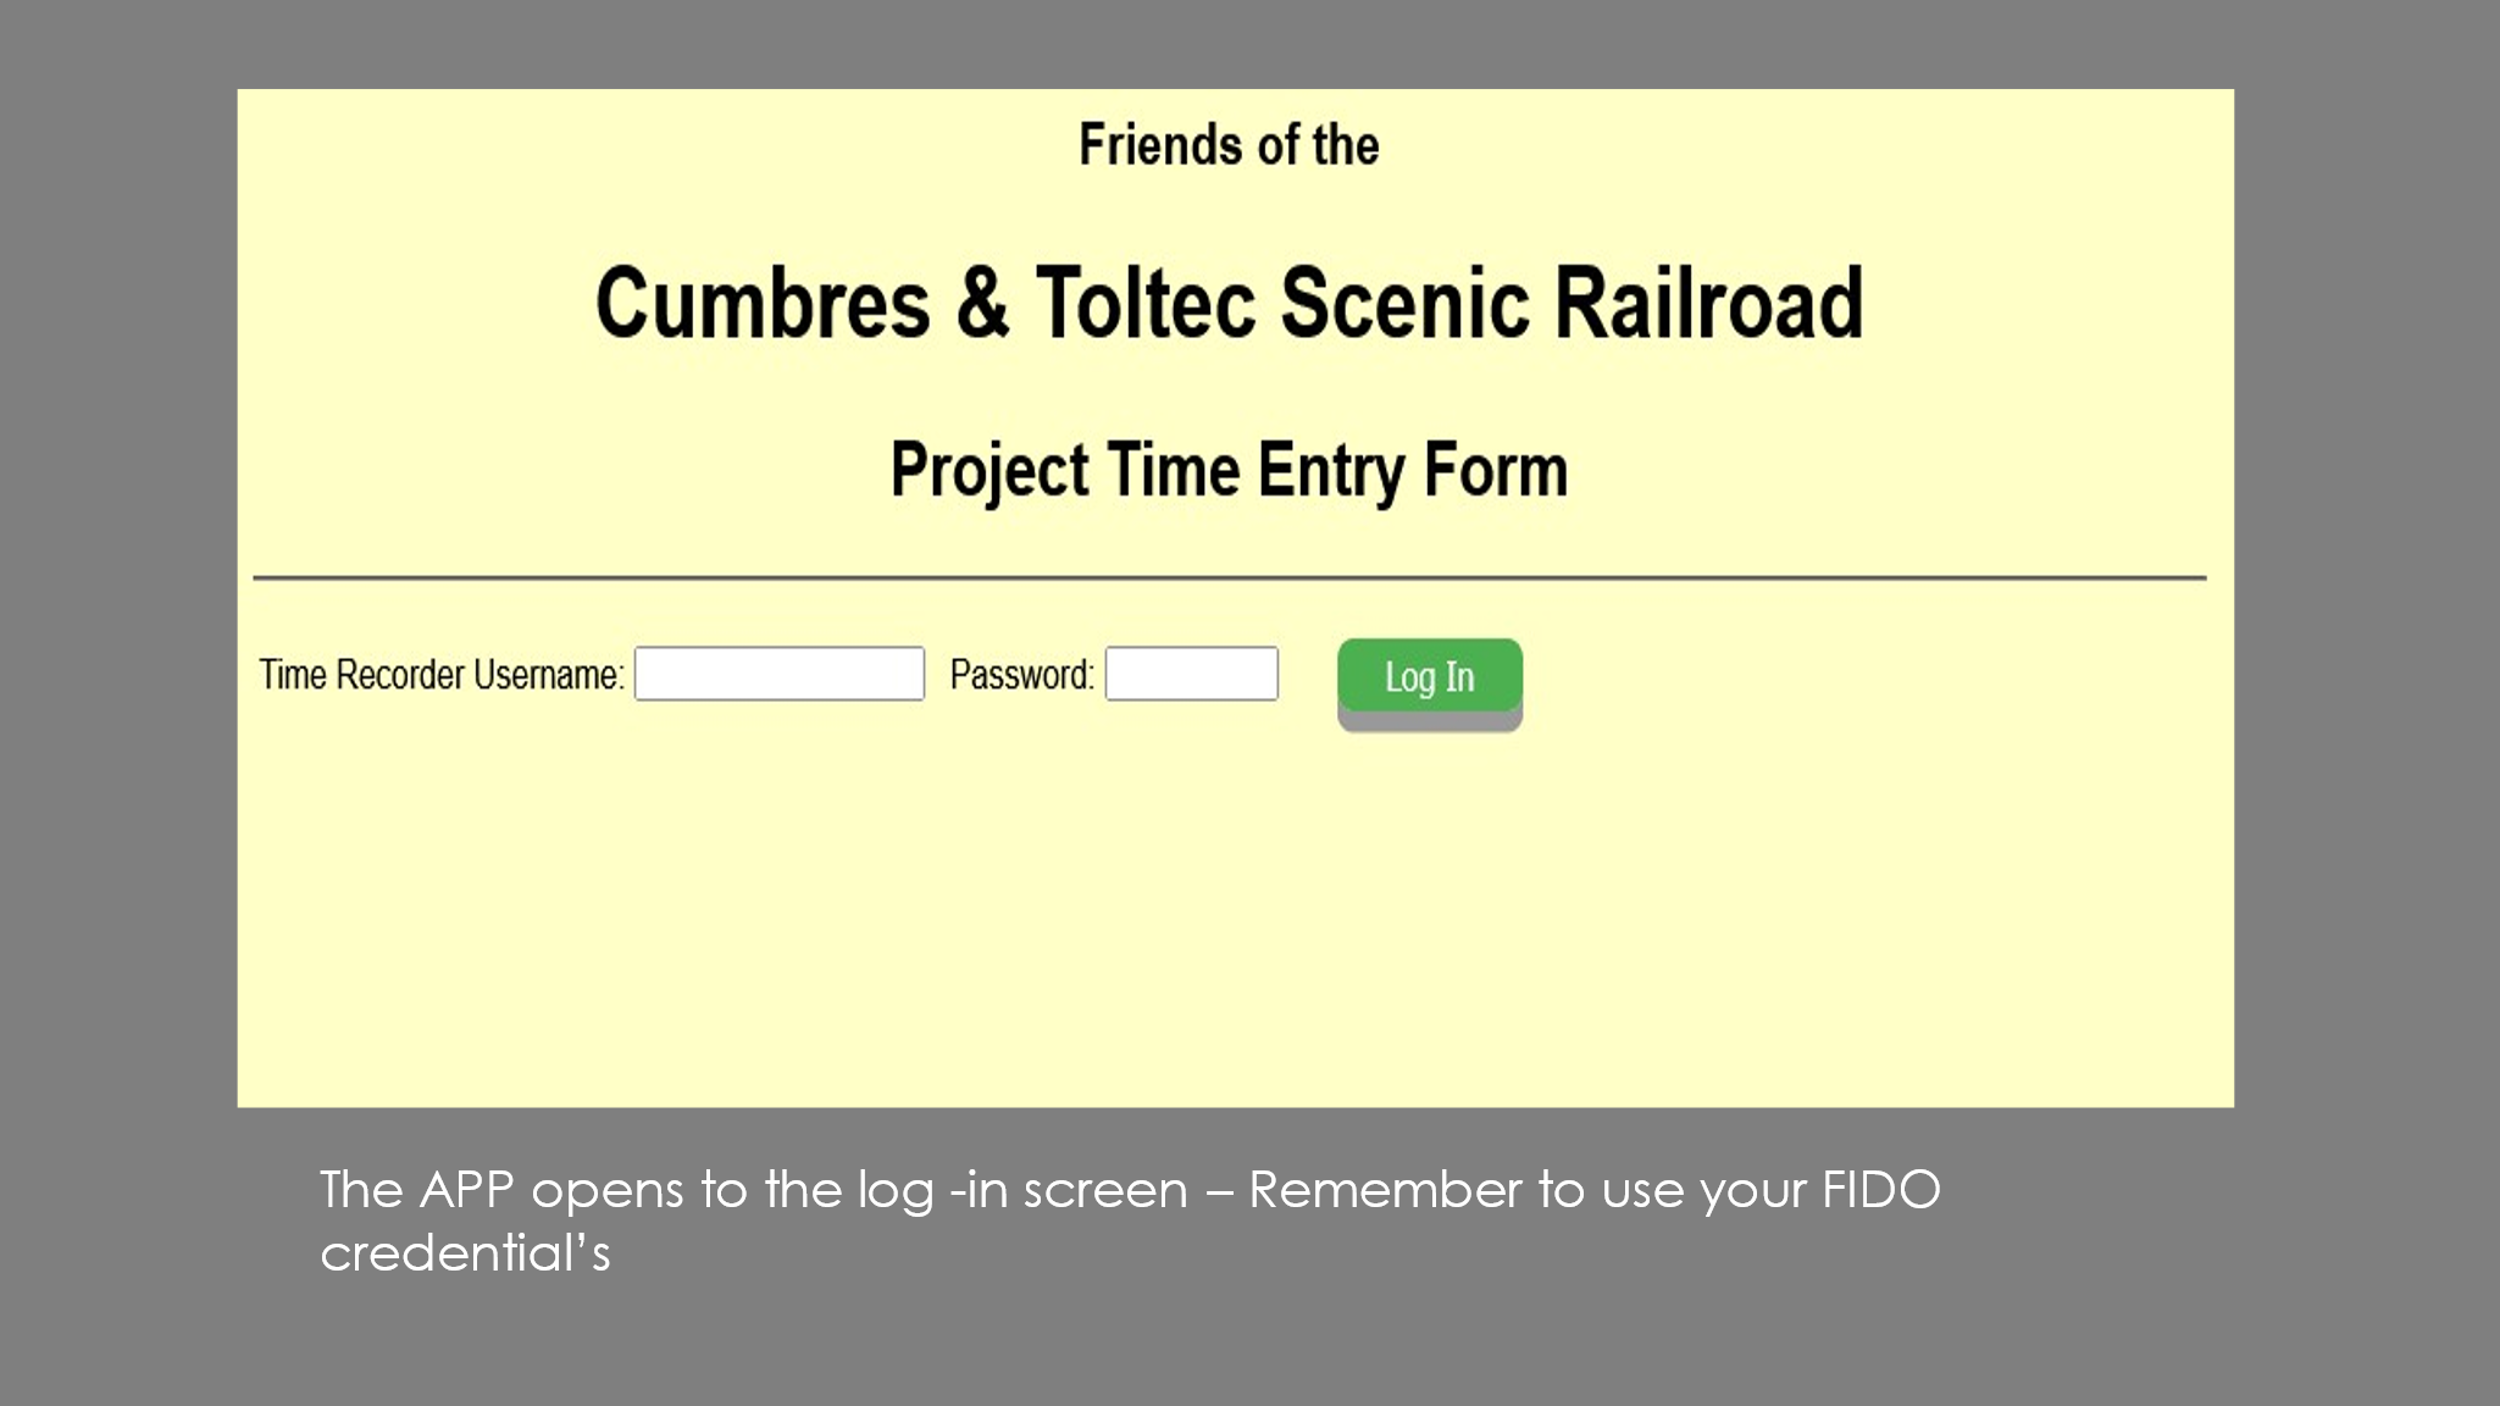 Friends of the
Cumbres & Toltec Scenic Railroad
Project Time Entry Form
Time Recorder Username: Password: Log In
The APP opens to the log -in screen – Remember to use your FIDO
credential’s